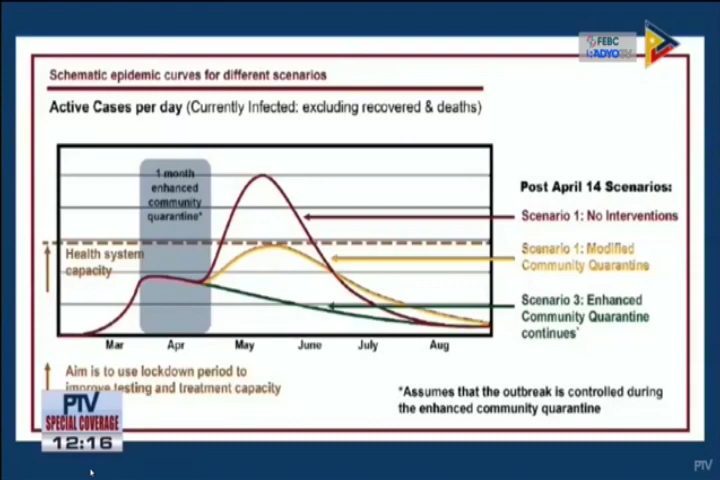 FEBC
RADYO TV
Schematic epidemic curves for different scenarios
Active Cases per day (Currently Infected: excluding recovered & deaths)
1 month
enhanced
community
quarantine*
Health system
capacity
Post April 14 Scenarios:
Scenario 1: No Interventions
Scenario 1: Modified
Community Quarantine
Scenario 3: Enhanced
Community Quarantine
continues*
Mar Apr May June July Aug
Aim is to use lockdown period to
improve testing and treatment capacity
*Assumes that the outbreak is controlled during
the enhanced community quarantine
PTV
SPECIAL COVERAGE
12:16
PTV